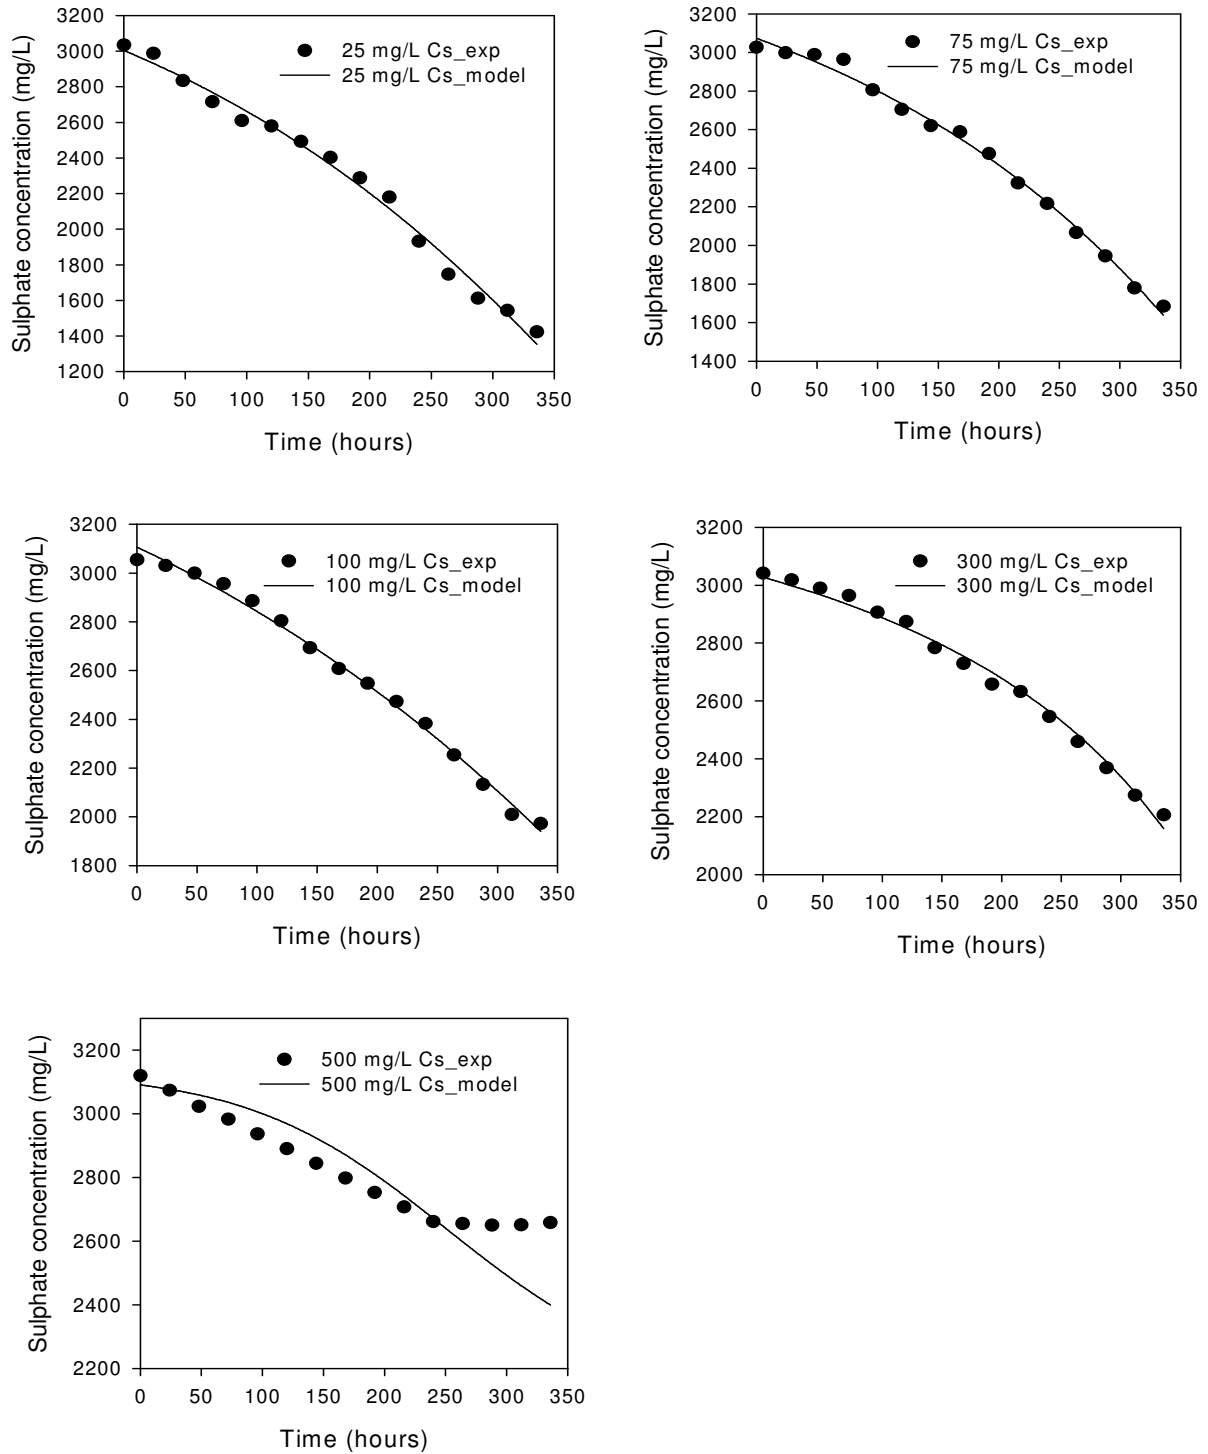 Sulphate concentration (mg/L)
3200
3000
2800
2600
2400
2200
2000
1800
1600
1400
1200
25 mg/L Cs_exp
25 mg/L Cs_model
0 50 100 150 200 250 300 350
Time (hours)
Sulphate concentration (mg/L)
3200
3000
2800
2600
2400
2200
2000
1800
1600
1400
75 mg/L Cs_exp
75 mg/L Cs_model
0 50 100 150 200 250 300 350
Time (hours)
Sulphate concentration (mg/L)
3200
3000
2800
2600
2400
2200
2000
1800
100 mg/L Cs_exp
100 mg/L Cs_model
0 50 100 150 200 250 300 350
Time (hours)
Sulphate concentration (mg/L)
3200
3000
2800
2600
2400
2200
2000
300 mg/L Cs_exp
300 mg/L Cs_model
0 50 100 150 200 250 300 350
Time (hours)
Sulphate concentration (mg/L)
3200
3000
2800
2600
2400
2200
500 mg/L Cs_exp
500 mg/L Cs_model
0 50 100 150 200 250 300 350
Time (hours)